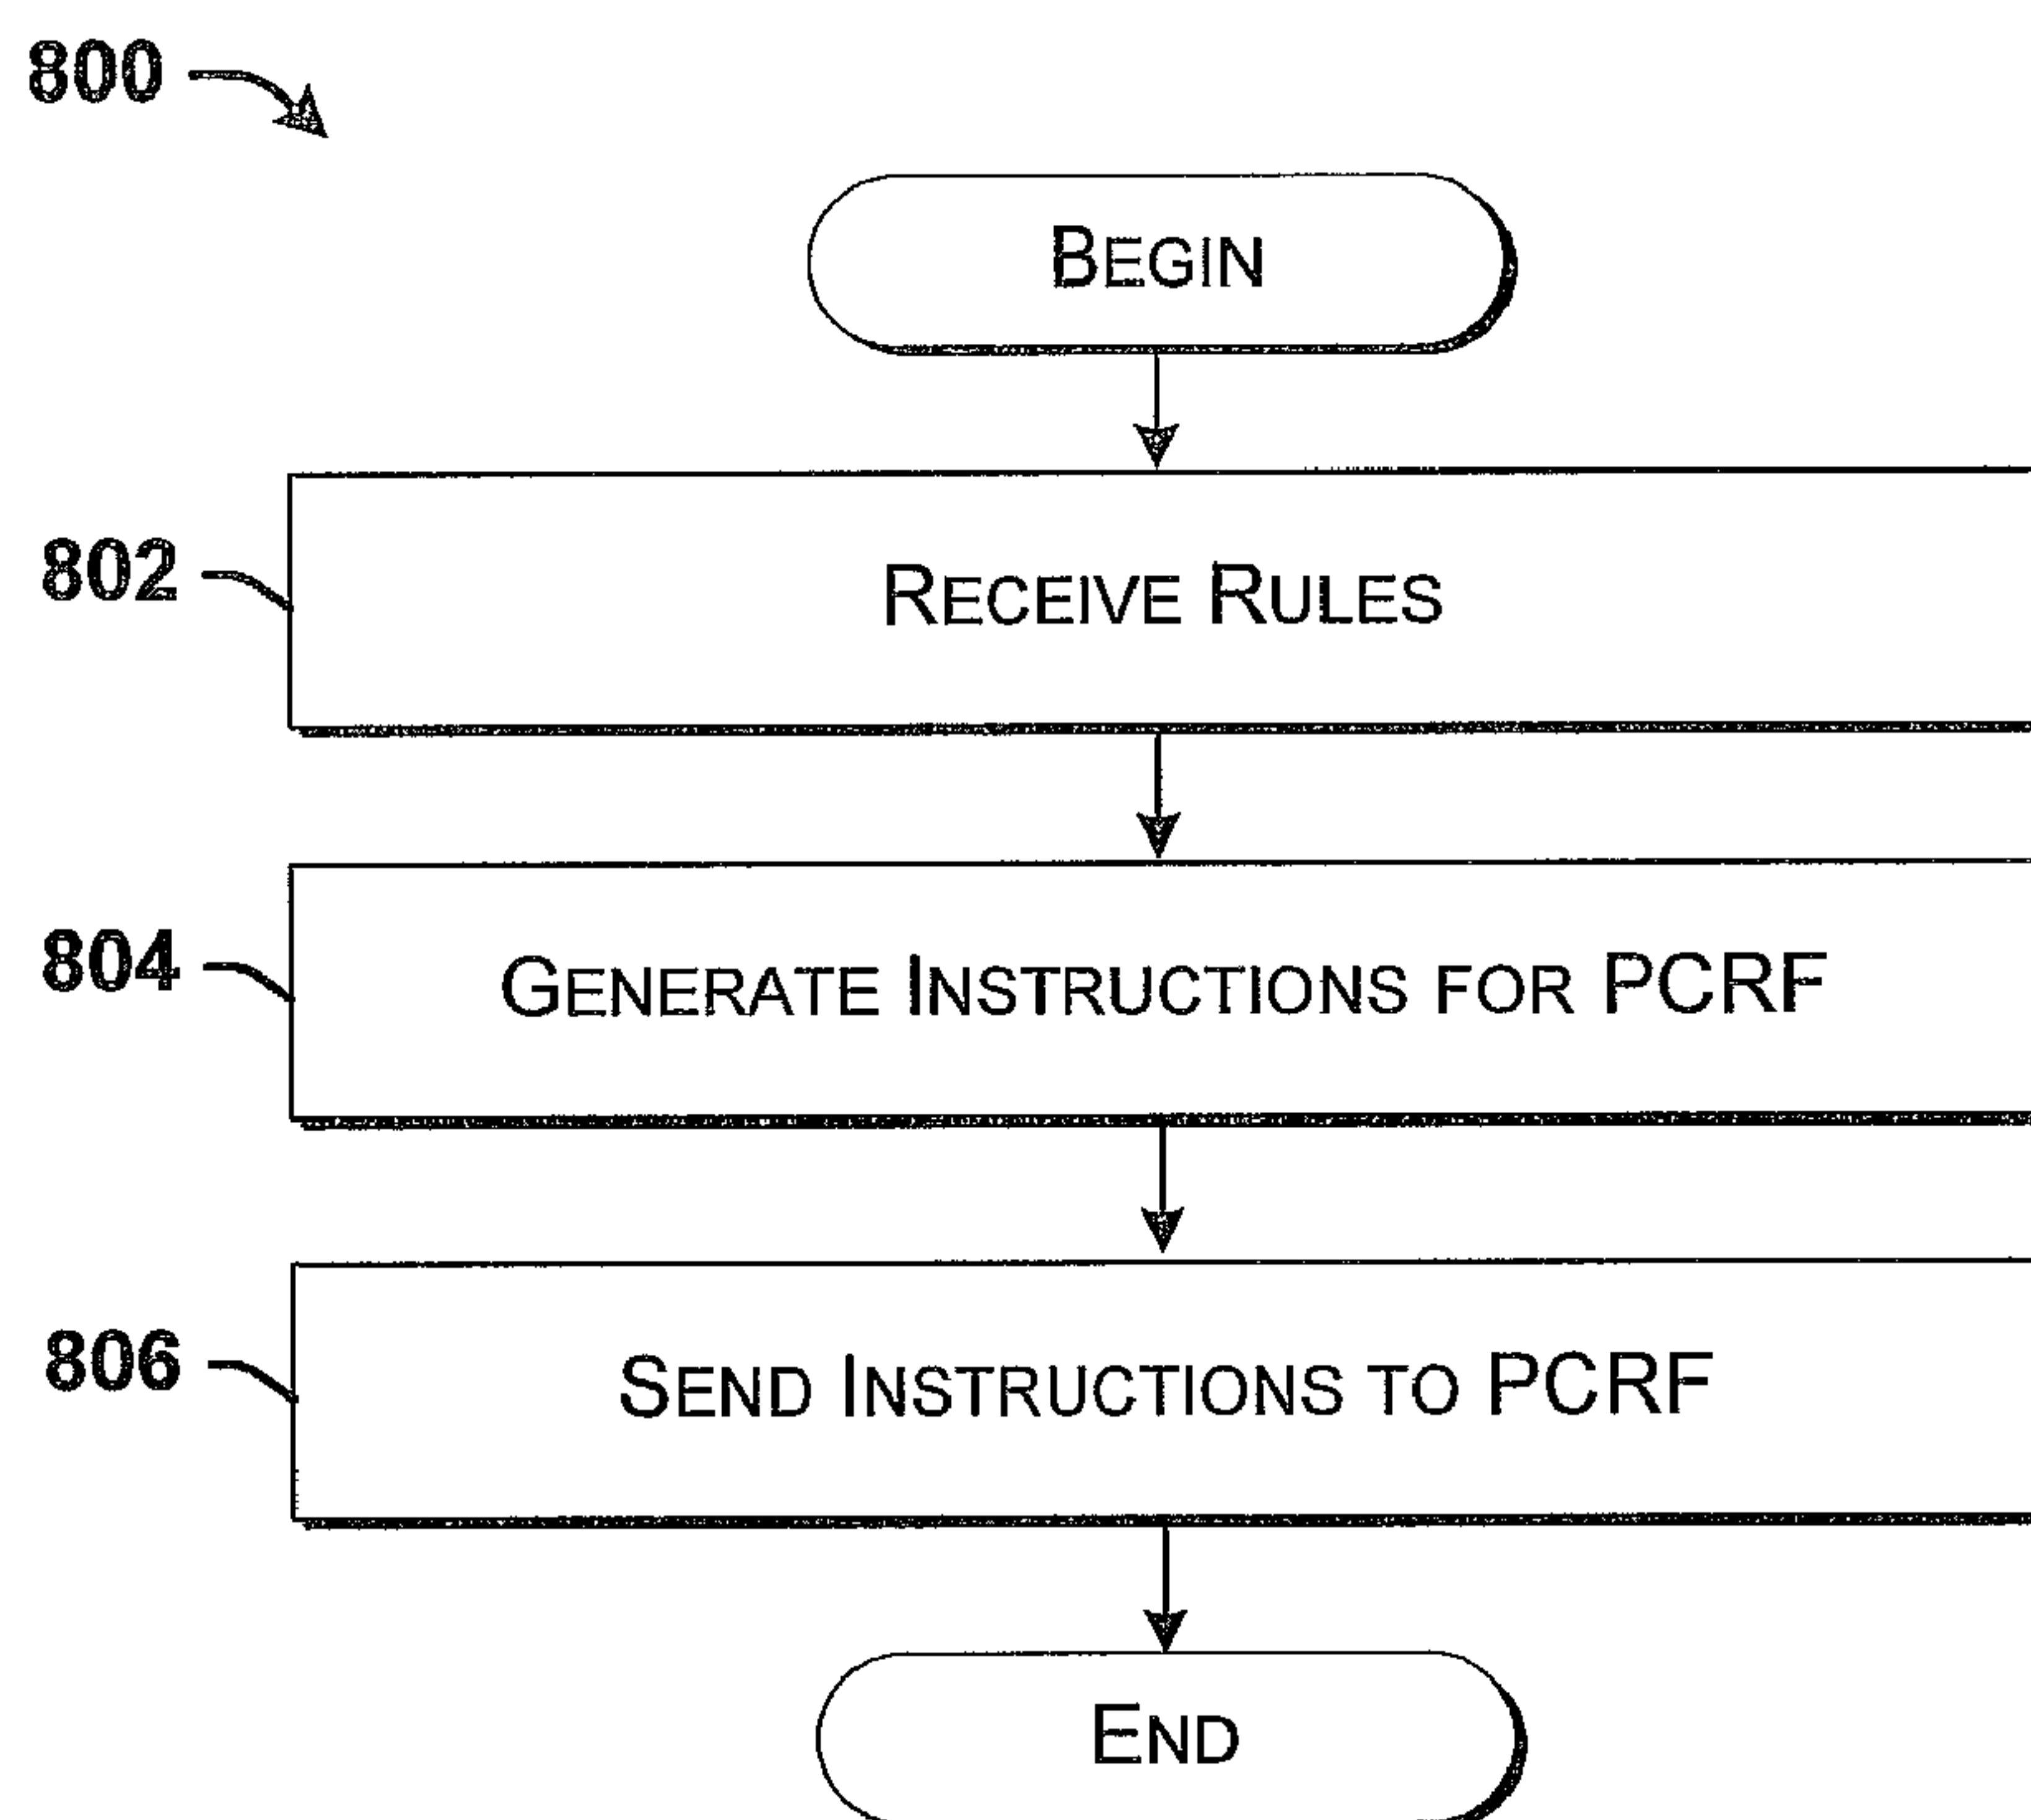 800
BEGIN
802
RECEIVE RULES
804
GENERATE INSTRUCTIONS FOR PCRF
806
SEND INSTRUCTIONS TO PCRF
END